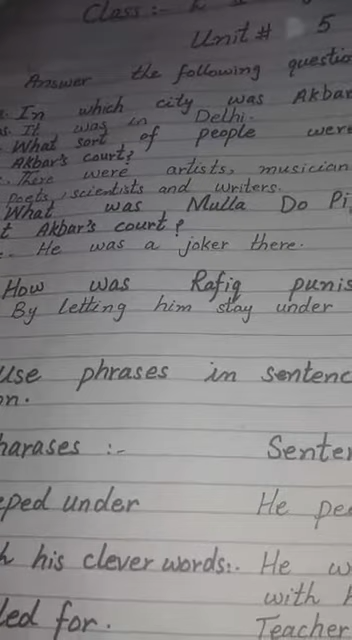 Class :-
Unit # 5
Answer the following questio
In which city was Akbar
It was in Delhi.
What sort of people were
Akbar's court?
There were artists, musician
Poets, scientists and writers.
What was Mulla Do Pi
t Akbar's court?
He was a joker there.
How was Rafiq punis
By letting him stay under
use phrases in sentenc
on.
harases :- Senten
eped under He pe
h his clever words:. He w
with h
led for. Teacher